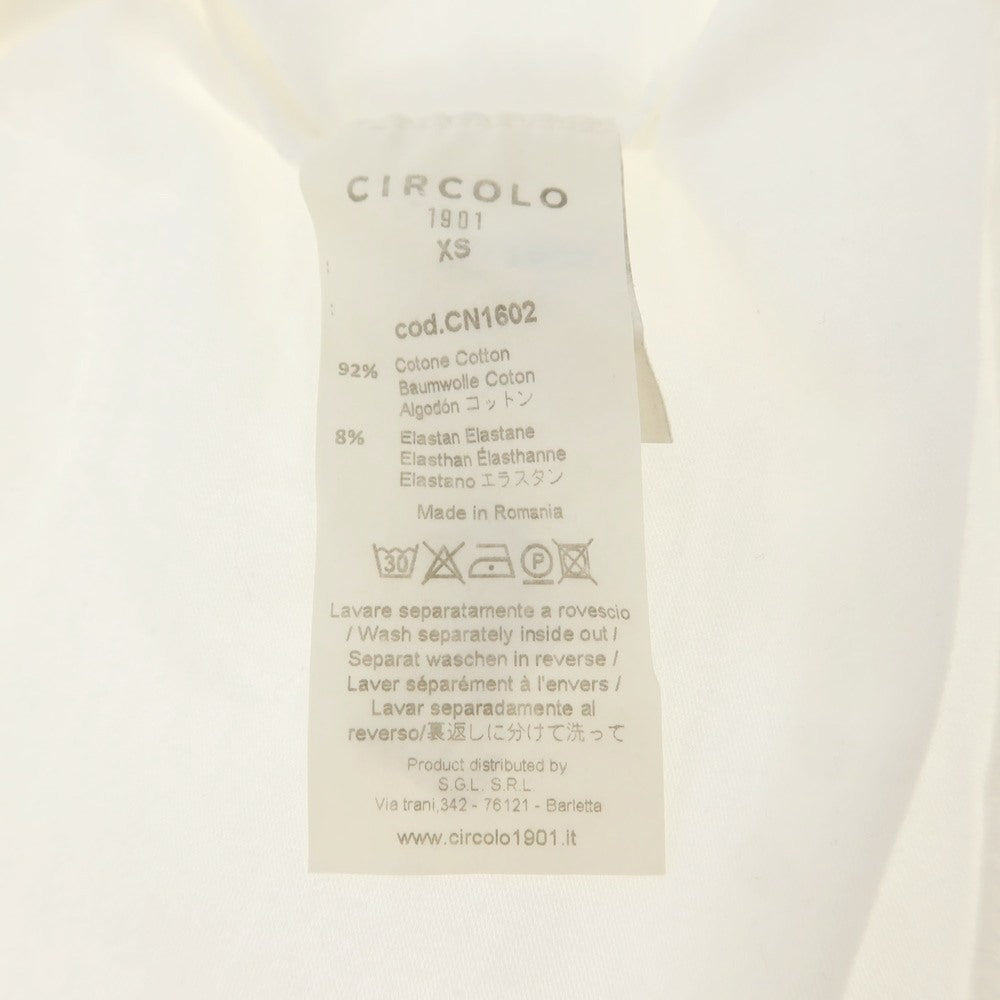 CIRCOLO
1901
XS
cod.CN1602
92% Cotone Cotton
Baumwolle Coton
Algodón コットン
8% Elastan Elastane
Elasthan Élasthanne
Elastano エラスタン
Made in Romania
30 P
Lavare separatamente a rovescio
/ Wash separately inside out /
Separat waschen in reverse /
Laver séparément à l'envers /
Lavar separadamente al
reverso/裏返しに分けて洗って
Product distributed by
S.G.L. S.R.L
Via trani,342 - 76121 - Barletta
www.circolo1901.it